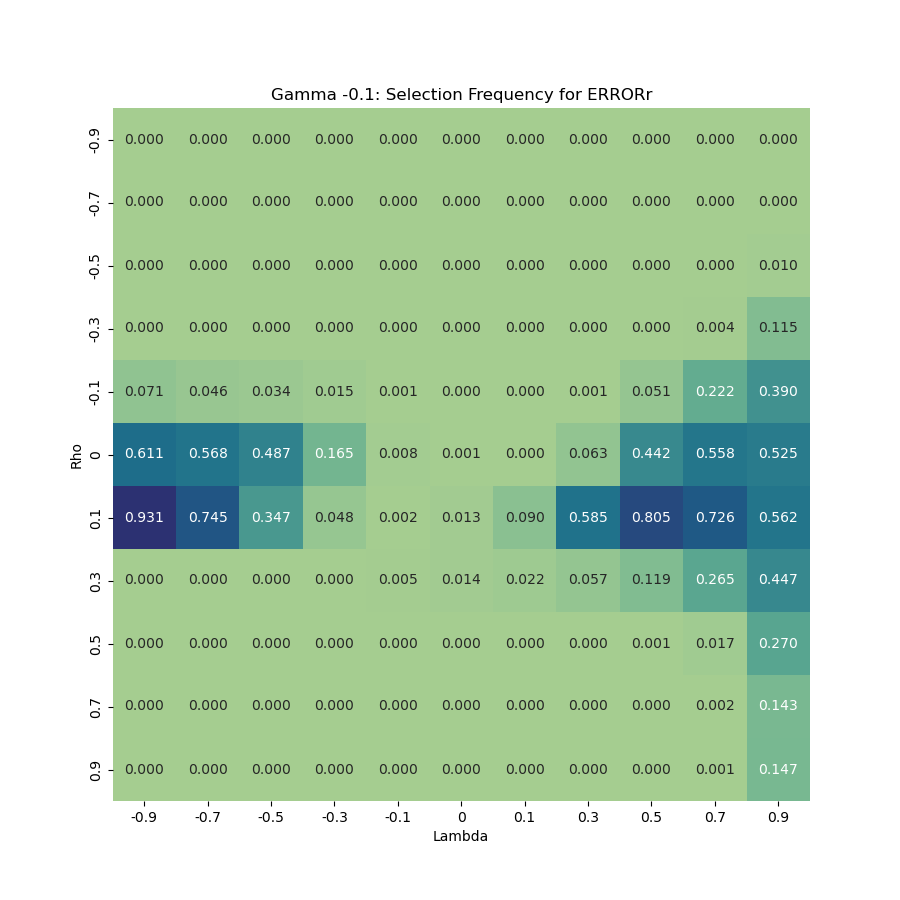 Gamma -0.1: Selection Frequency for ERRORr
-0.9 0.000 0.000 0.000 0.000 0.000 0.000 0.000 0.000 0.000 0.000 0.000
-0.7 0.000 0.000 0.000 0.000 0.000 0.000 0.000 0.000 0.000 0.000 0.000
-0.5 0.000 0.000 0.000 0.000 0.000 0.000 0.000 0.000 0.000 0.000 0.010
-0.3 0.000 0.000 0.000 0.000 0.000 0.000 0.000 0.000 0.000 0.004 0.115
-0.1 0.071 0.046 0.034 0.015 0.001 0.000 0.000 0.001 0.051 0.222 0.390
Rho
0 0.611 0.568 0.487 0.165 0.008 0.001 0.000 0.063 0.442 0.558 0.525
0.1 0.931 0.745 0.347 0.048 0.002 0.013 0.090 0.585 0.805 0.726 0.562
0.3 0.000 0.000 0.000 0.000 0.005 0.014 0.022 0.057 0.119 0.265 0.447
0.5 0.000 0.000 0.000 0.000 0.000 0.000 0.000 0.000 0.001 0.017 0.270
0.7 0.000 0.000 0.000 0.000 0.000 0.000 0.000 0.000 0.000 0.002 0.143
0.9 0.000 0.000 0.000 0.000 0.000 0.000 0.000 0.000 0.000 0.001 0.147
-0.9 -0.7 -0.5 -0.3 -0.1 0 0.1 0.3 0.5 0.7 0.9
Lambda